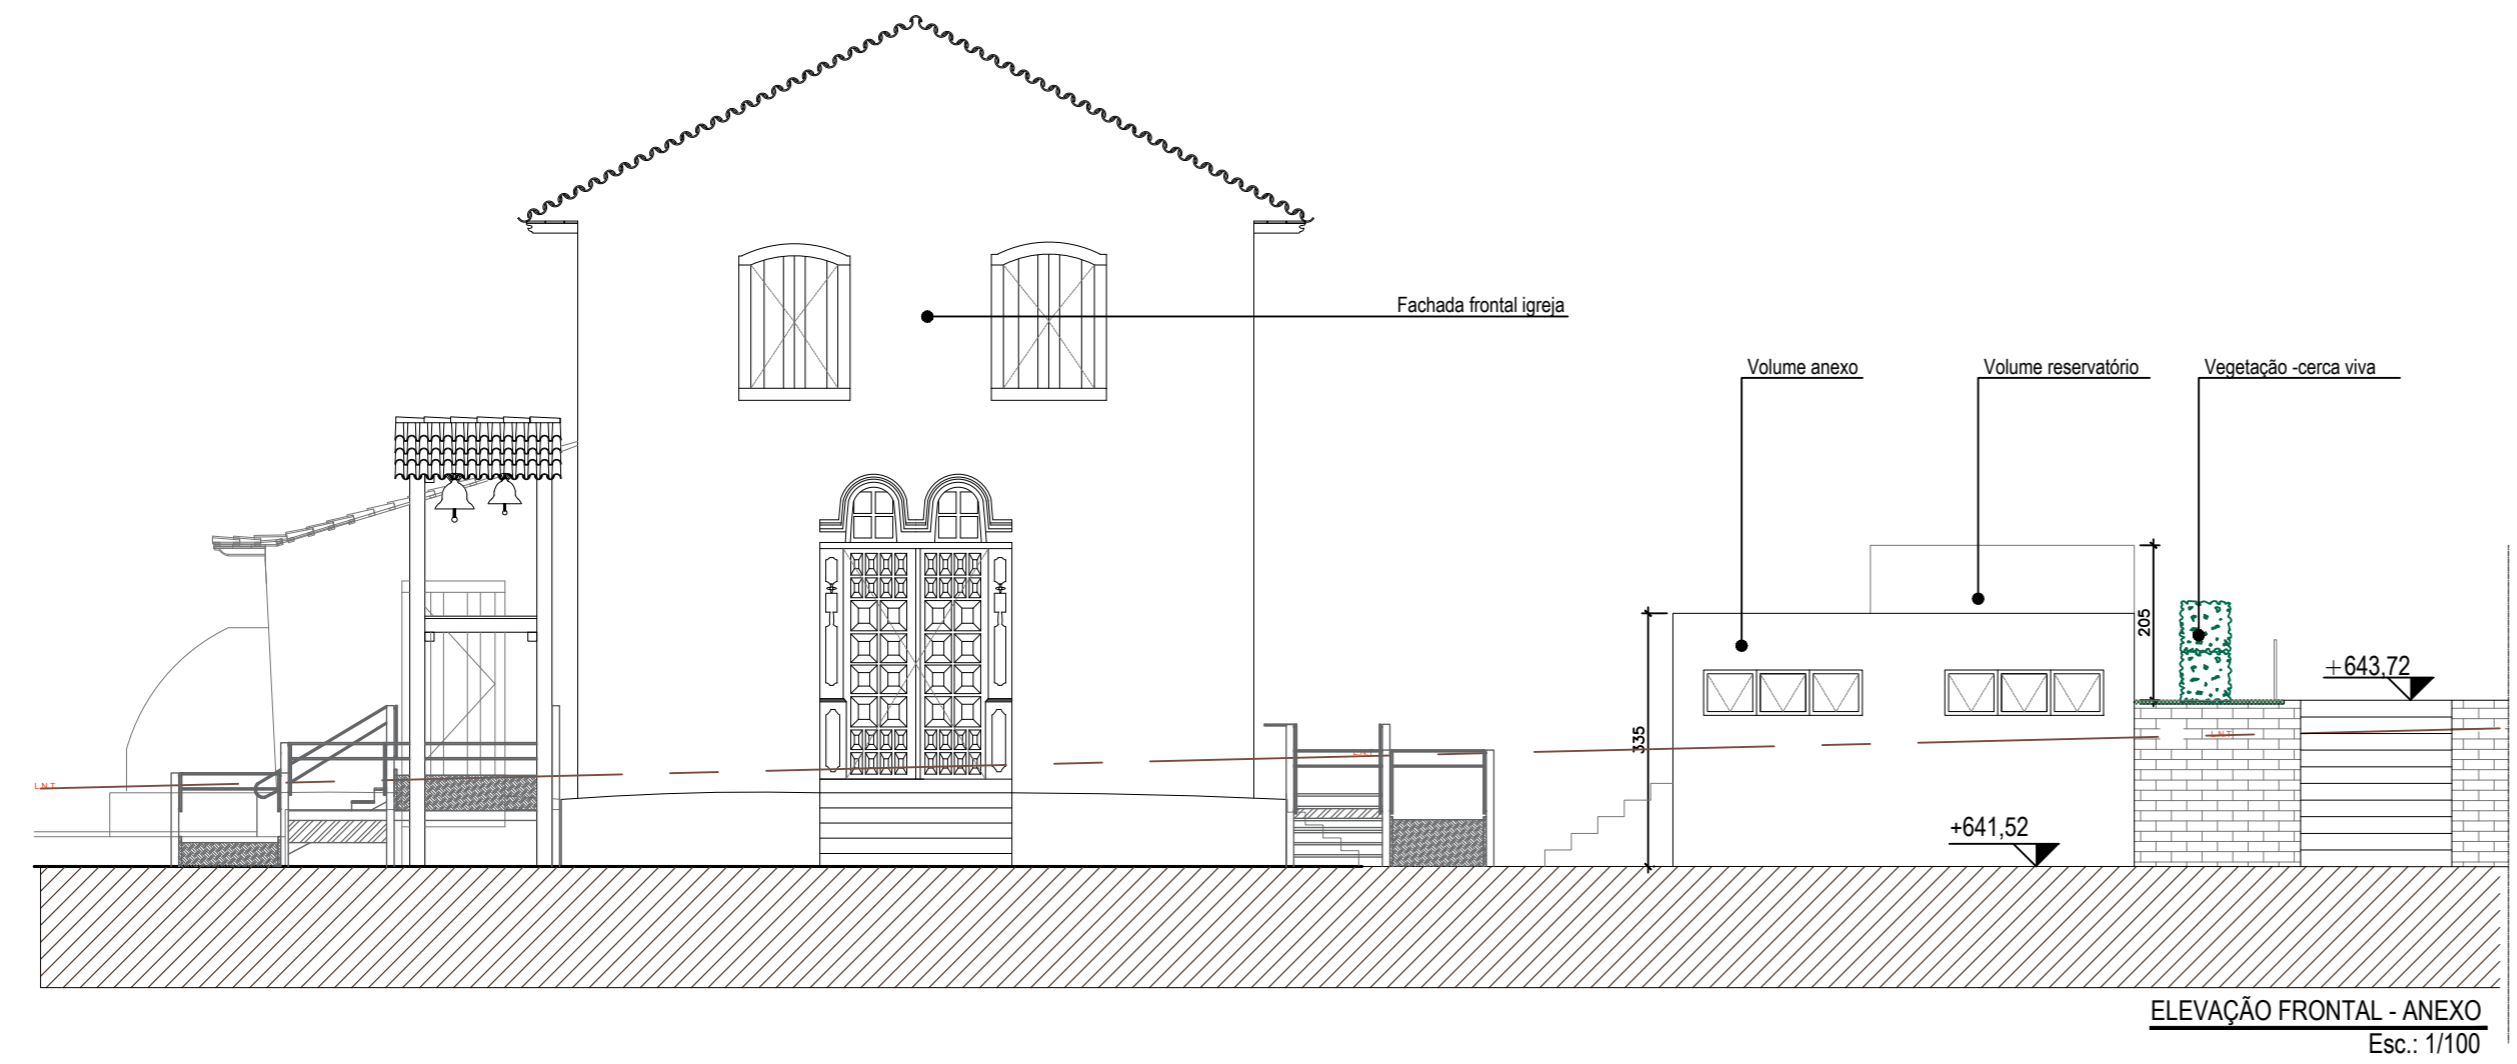 Fachada frontal igreja
Volume anexo
Volume reservatório
Vegetação -cerca viva
205
+643,72
335
L.N.T.
L.N.T.
L.N.T.
+641,52
ELEVAÇÃO FRONTAL - ANEXO
Esc.: 1/100